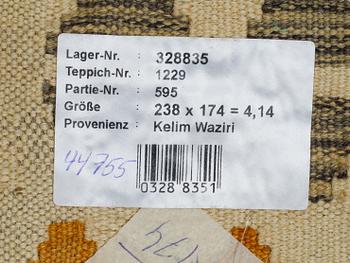 Lager-Nr. : 328835
Teppich-Nr. : 1229
Partie-Nr. : 595
Größe : 238 x 174 = 4,14
Provenienz : Kelim Waziri
44755
0328 8351